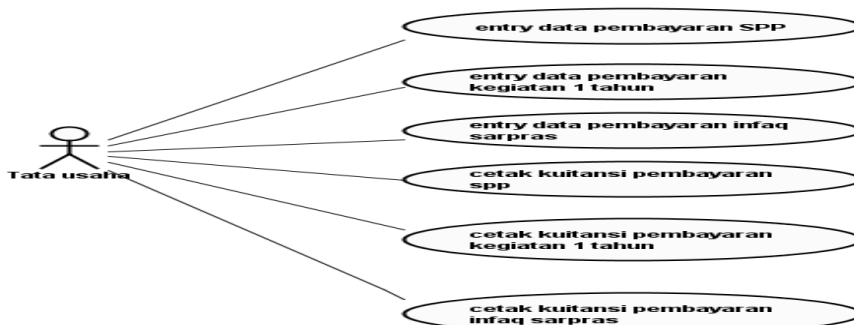 entry data pembayaran SPP
entry data pembayaran
kegiatan 1 tahun
entry data pembayaran infaq
sarpras
Tata usaha
cetak kuitansi pembayaran
spp
cetak kuitansi pembayaran
kegiatan 1 tahun
cetak kuitansi pembayaran
infaq sarpras